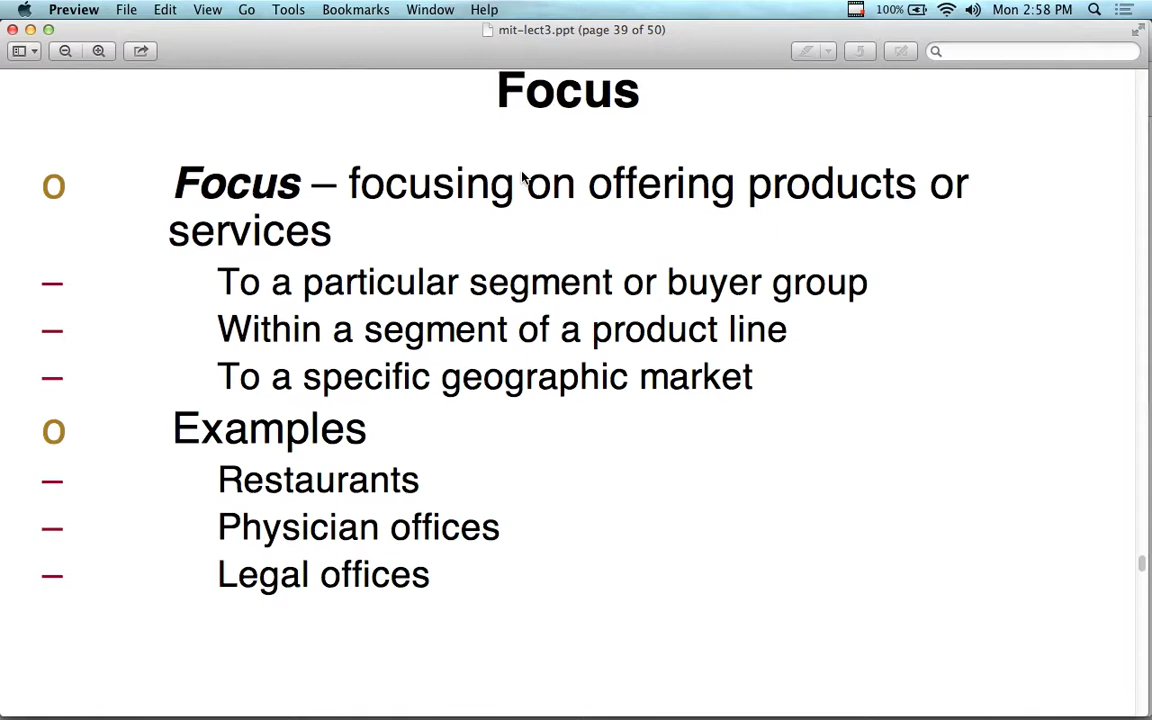 Preview File Edit View Go Tools Bookmarks Window Help 100% Mon 2:58 PM
mit-lect3.ppt (page 39 of 50)
Focus
o Focus – focusing on offering products or
services
– To a particular segment or buyer group
– Within a segment of a product line
– To a specific geographic market
o Examples
– Restaurants
– Physician offices
– Legal offices